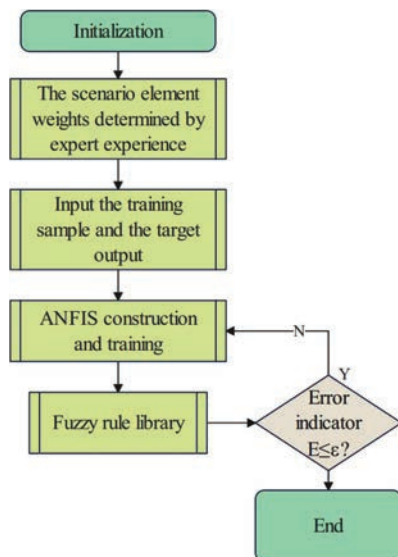 Initialization
The scenario element
weights determined by
expert experience
Input the training
sample and the target
output
ANFIS construction
and training
N
Y
Fuzzy rule library
Error
indicator
E≤ε?
End